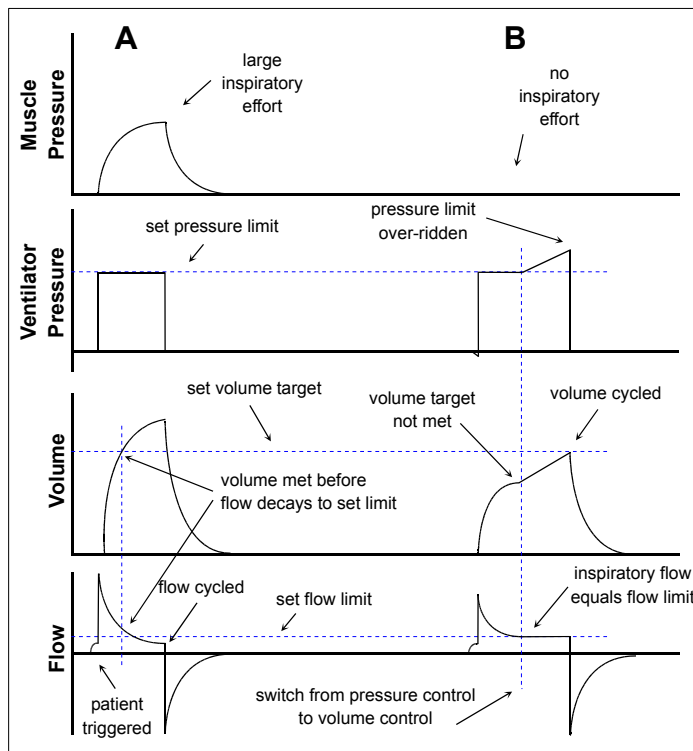 A
B
Muscle
Pressure
large
inspiratory
effort
no
inspiratory
effort
Ventilator
Pressure
set pressure limit
pressure limit
over-ridden
Volume
set volume target
volume target
not met
volume cycled
volume met before
flow decays to set limit
Flow
flow cycled
set flow limit
inspiratory flow
equals flow limit
patient
triggered
switch from pressure control
to volume control